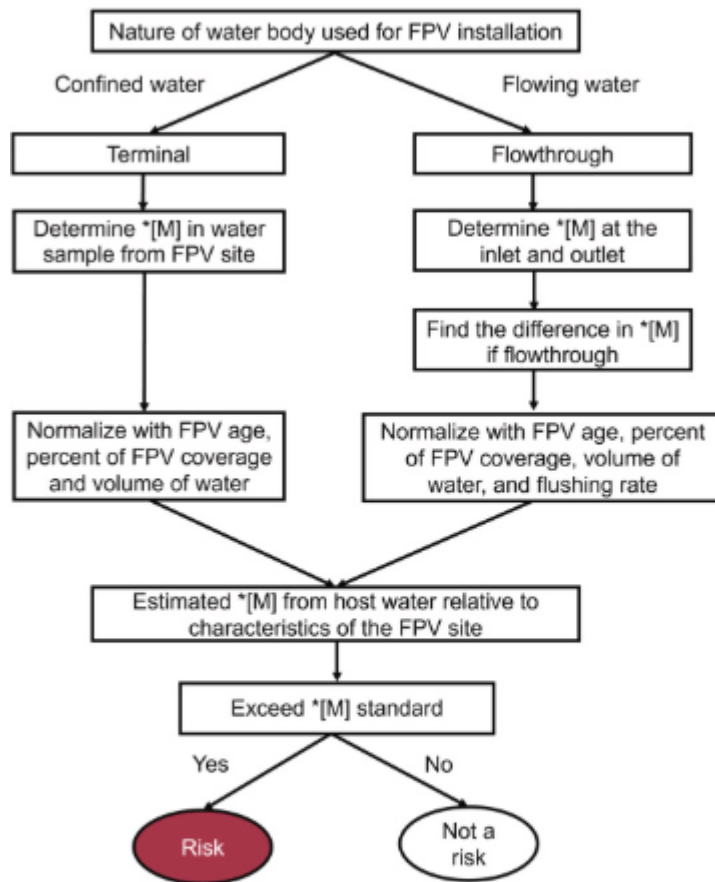 Nature of water body used for FPV installation
Confined water
Flowing water
Terminal
Flowthrough
Determine *[M] in water
sample from FPV site
Determine *[M] at the
inlet and outlet
Find the difference in *[M]
if flowthrough
Normalize with FPV age,
percent of FPV coverage
and volume of water
Normalize with FPV age, percent
of FPV coverage, volume of
water, and flushing rate
Estimated *[M] from host water relative to
characteristics of the FPV site
Exceed *[M] standard
Yes
No
Risk
Not a
risk